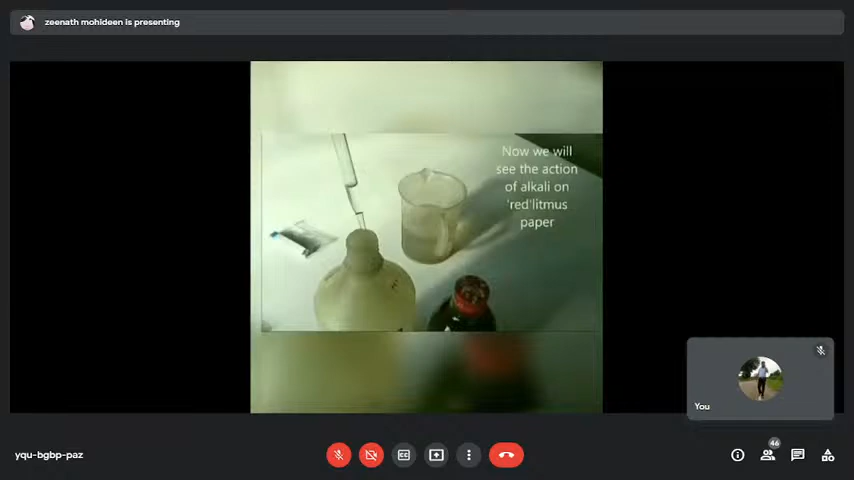 zeenath mohideen is presenting
Now we will
see the action
of alkali on
'red'litmus
paper
You
yqu-bgbp-paz
46